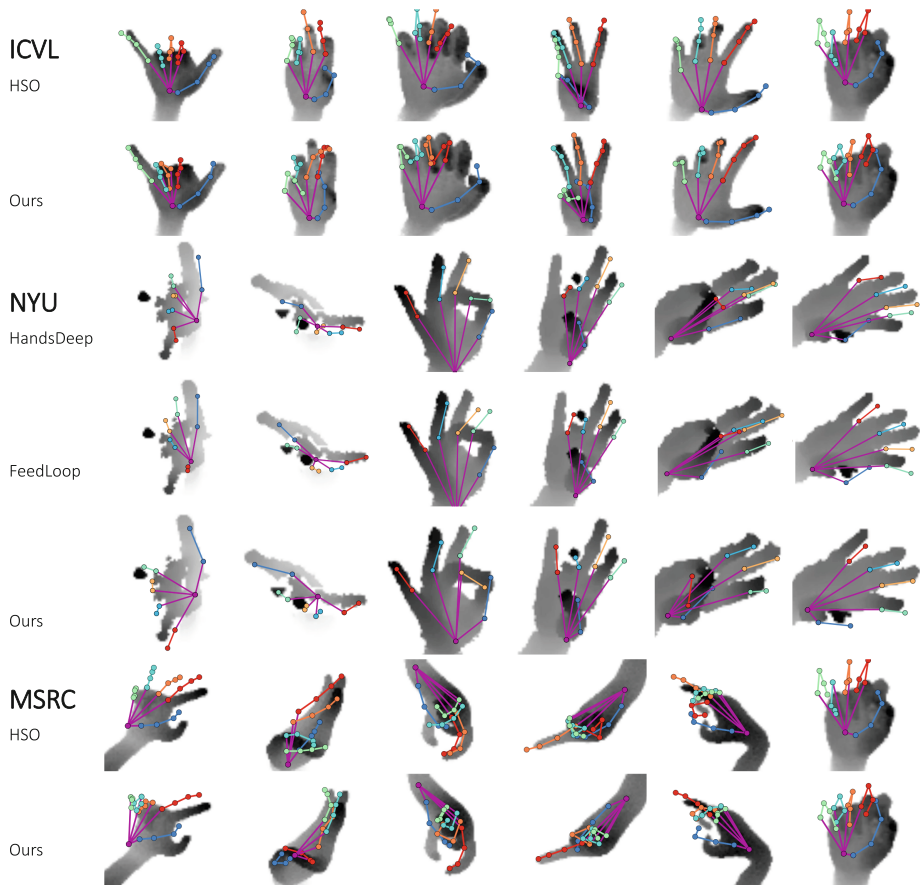 ICVL
HSO
Ours
NYU
HandsDeep
FeedLoop
Ours
MSRC
HSO
Ours